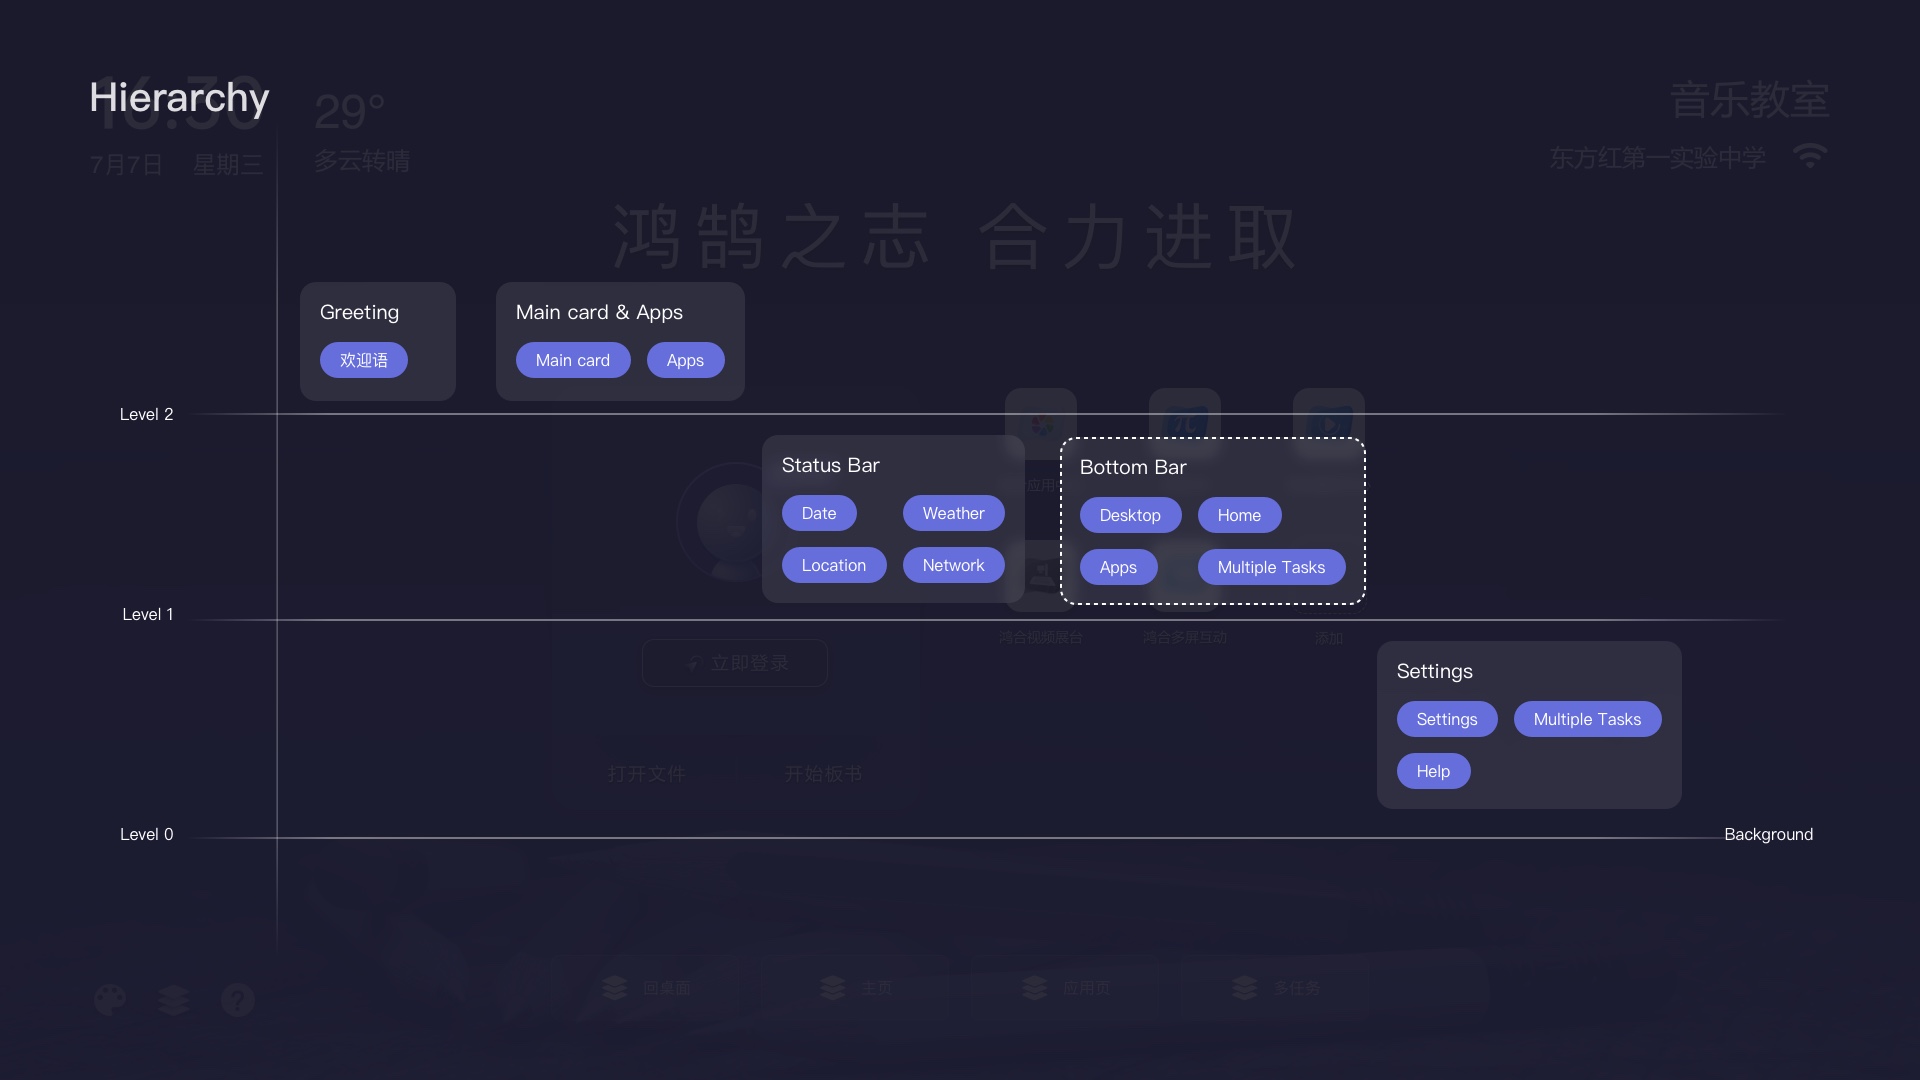 Hierarchy
16:30
29°
7月7日 星期三
多云转晴
音乐教室
东方红第一实验中学
鸿鹄之志 合力进取
Greeting
欢迎语
Main card & Apps
Main card Apps
Level 2
Status Bar
Date Weather
Location Network
应用
Bottom Bar
Desktop Home
Apps Multiple Tasks
Level 1
鸿合视频展台 鸿合多屏互动 添加
立即登录
Settings
Settings Multiple Tasks
Help
打开文件 开始板书
Level 0
Background
回桌面 主页 应用页 多任务